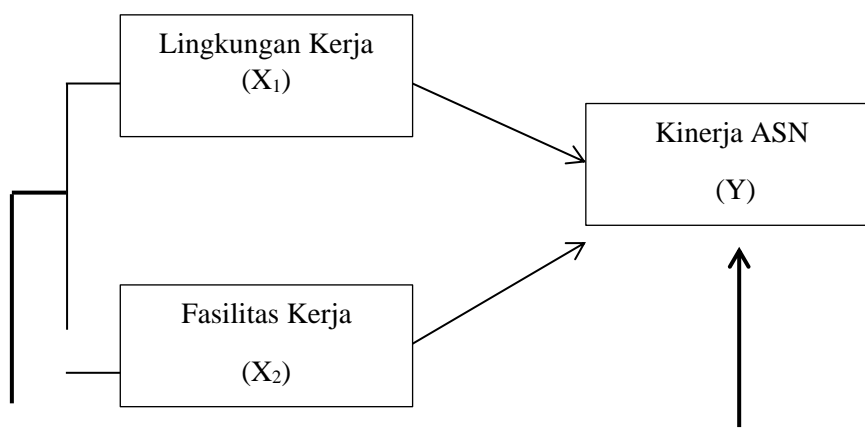 Lingkungan Kerja
(X₁)
Kinerja ASN
(Y)
Fasilitas Kerja
(X₂)